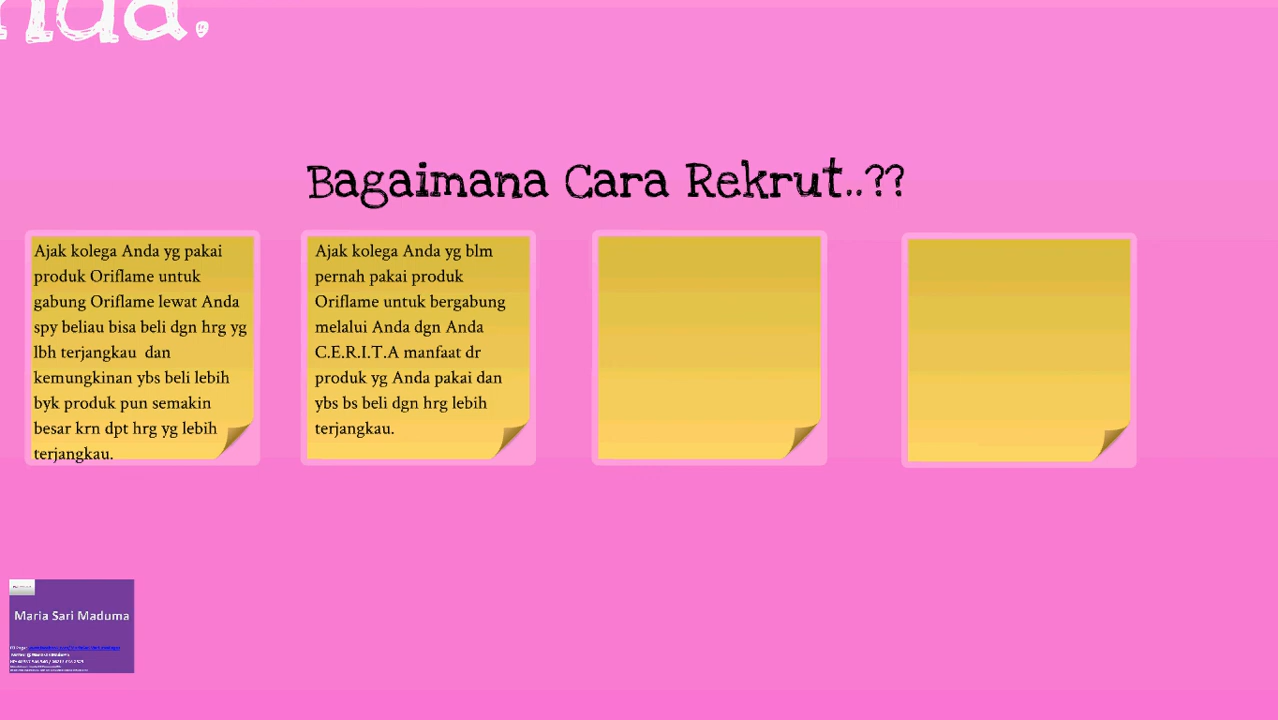 Bagaimana Cara Rekrut..??
Ajak kolega Anda yg pakai
produk Oriflame untuk
gabung Oriflame lewat Anda
spy beliau bisa beli dgn hrg yg
lbh terjangkau  dan
kemungkinan ybs beli lebih
byk produk pun semakin
besar krn dpt hrg yg lebih
terjangkau.
Ajak kolega Anda yg blm
pernah pakai produk
Oriflame untuk bergabung
melalui Anda dgn Anda
C.E.R.I.T.A manfaat dr
produk yg Anda pakai dan
ybs bs beli dgn hrg lebih
terjangkau.
Maria Sari Maduma